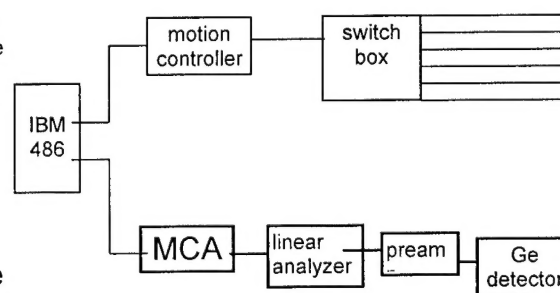 e
motion
controller
switch
box
IBM
486
MCA
linear
analyzer
pream
Ge
detector
e